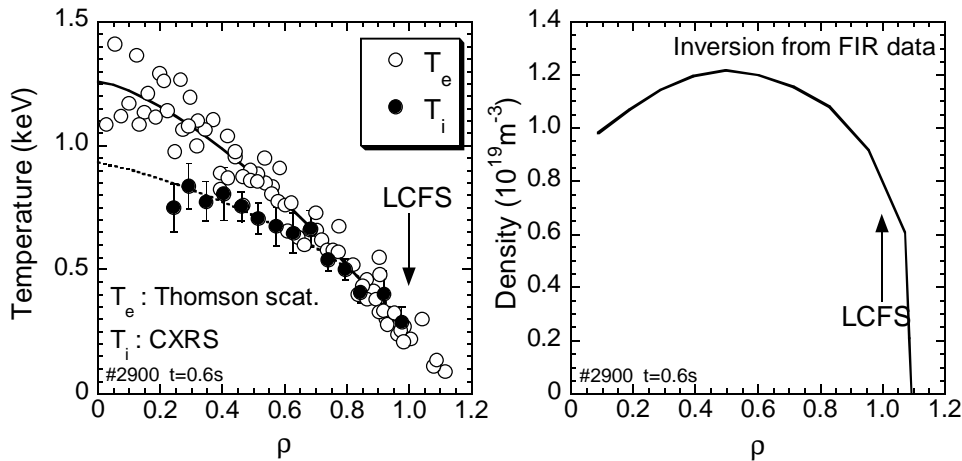 1.5
1.0
0.5
0
Temperature (keV)
T_e
T_i
LCFS
T_e : Thomson scat.
T_i : CXRS
#2900 t=0.6s
0 0.2 0.4 0.6 0.8 1.0 1.2
ρ
1.4
1.2
1.0
0.8
0.6
0.4
0.2
0
Density (10^19 m^-3)
Inversion from FIR data
LCFS
#2900 t=0.6s
0 0.2 0.4 0.6 0.8 1.0 1.2
ρ